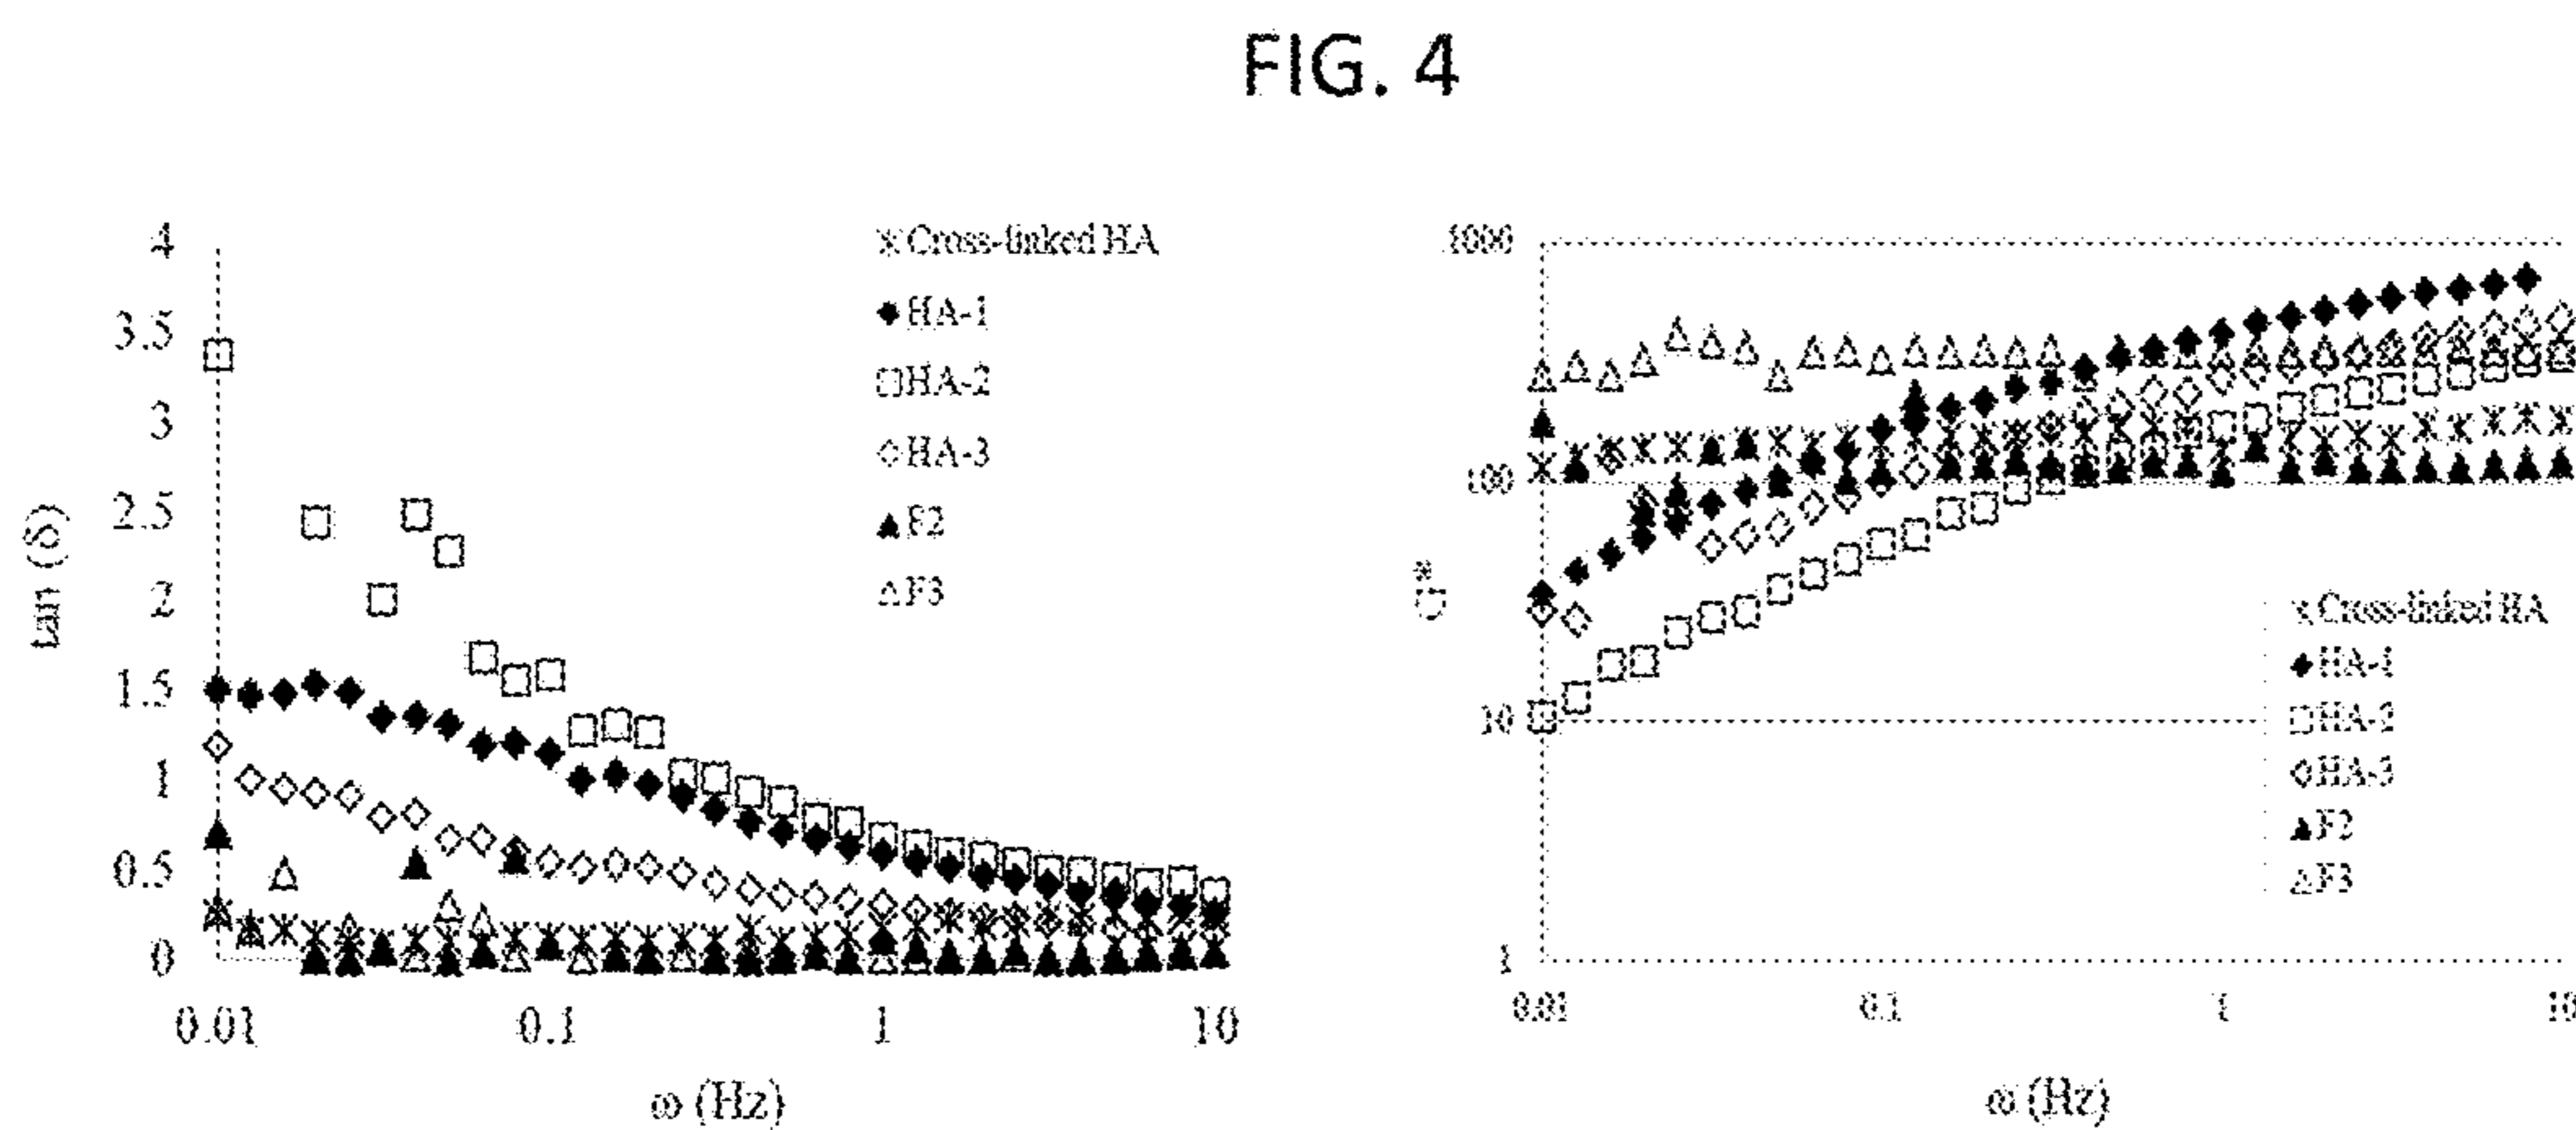 FIG. 4
4
3.5
3
2.5
2
1.5
1
0.5
0
tan (δ)
0.01
0.1
1
10
ω (Hz)
Cross-linked HA
HA-1
HA-2
HA-3
F2
F3
1000
100
10
1
G*
0.01
0.1
1
10
ω (Hz)
Cross-linked HA
HA-1
HA-2
HA-3
F2
F3